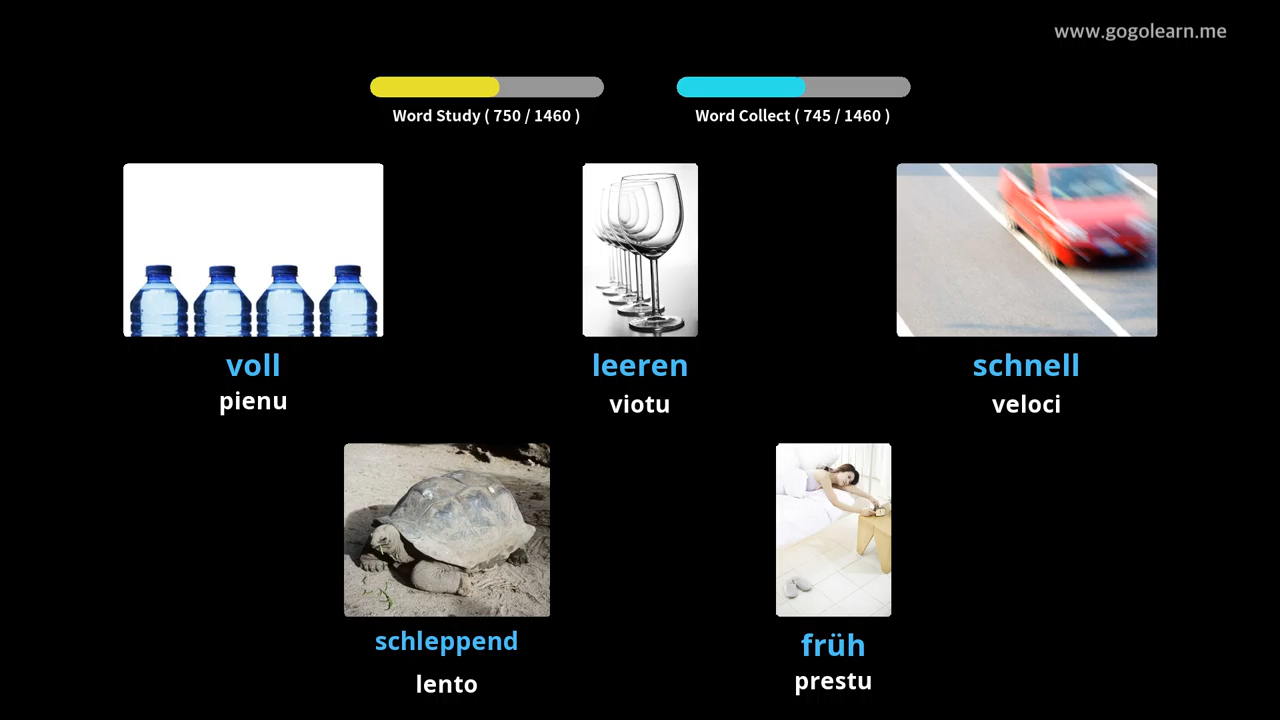 www.gogolearn.me
Word Study ( 750 / 1460 )
Word Collect ( 745 / 1460 )
voll
pienu
leeren
viotu
schnell
veloci
schleppend
lento
früh
prestu